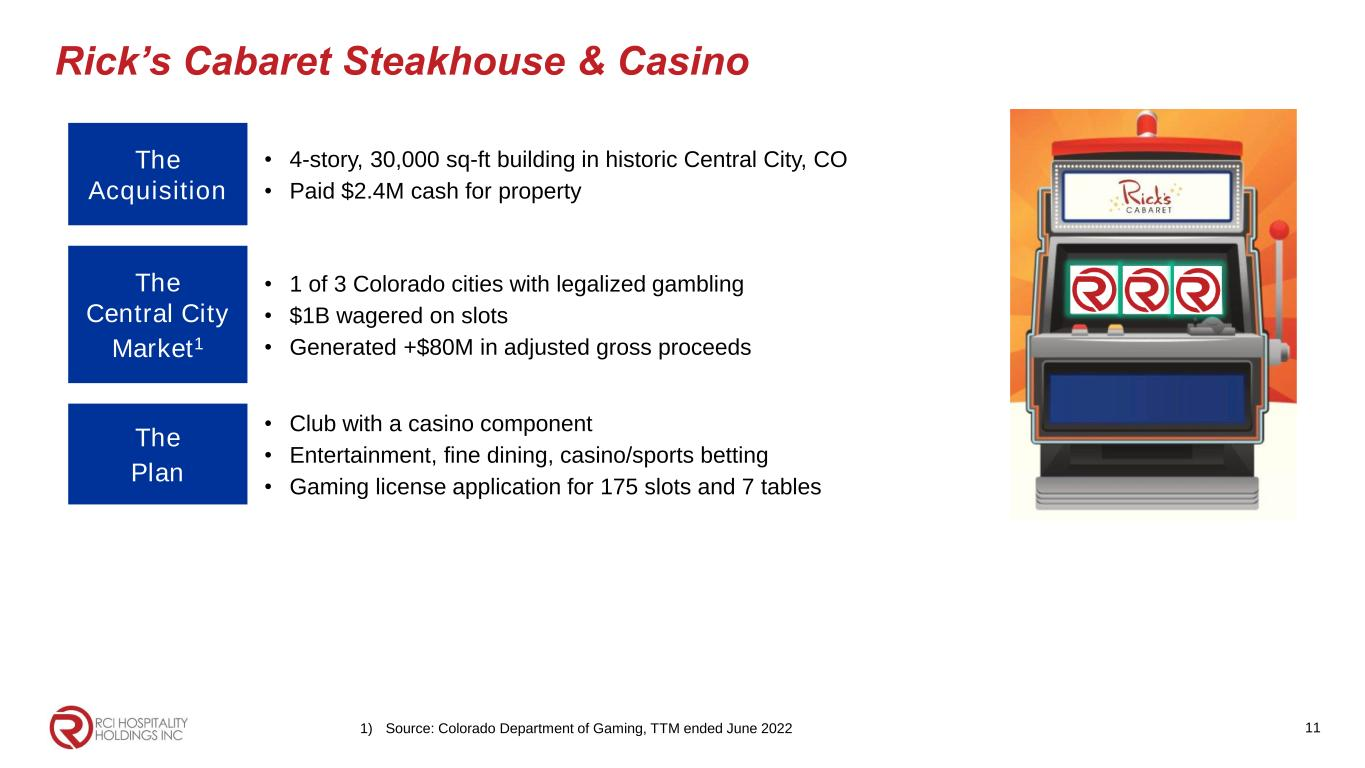 Rick’s Cabaret Steakhouse & Casino
The
Acquisition
• 4-story, 30,000 sq-ft building in historic Central City, CO
• Paid $2.4M cash for property
The
Central City
Market1
• 1 of 3 Colorado cities with legalized gambling
• $1B wagered on slots
• Generated +$80M in adjusted gross proceeds
The
Plan
• Club with a casino component
• Entertainment, fine dining, casino/sports betting
• Gaming license application for 175 slots and 7 tables
Rick's
CABARET
R R R
R
RCI HOSPITALITY
HOLDINGS INC
1) Source: Colorado Department of Gaming, TTM ended June 2022
11